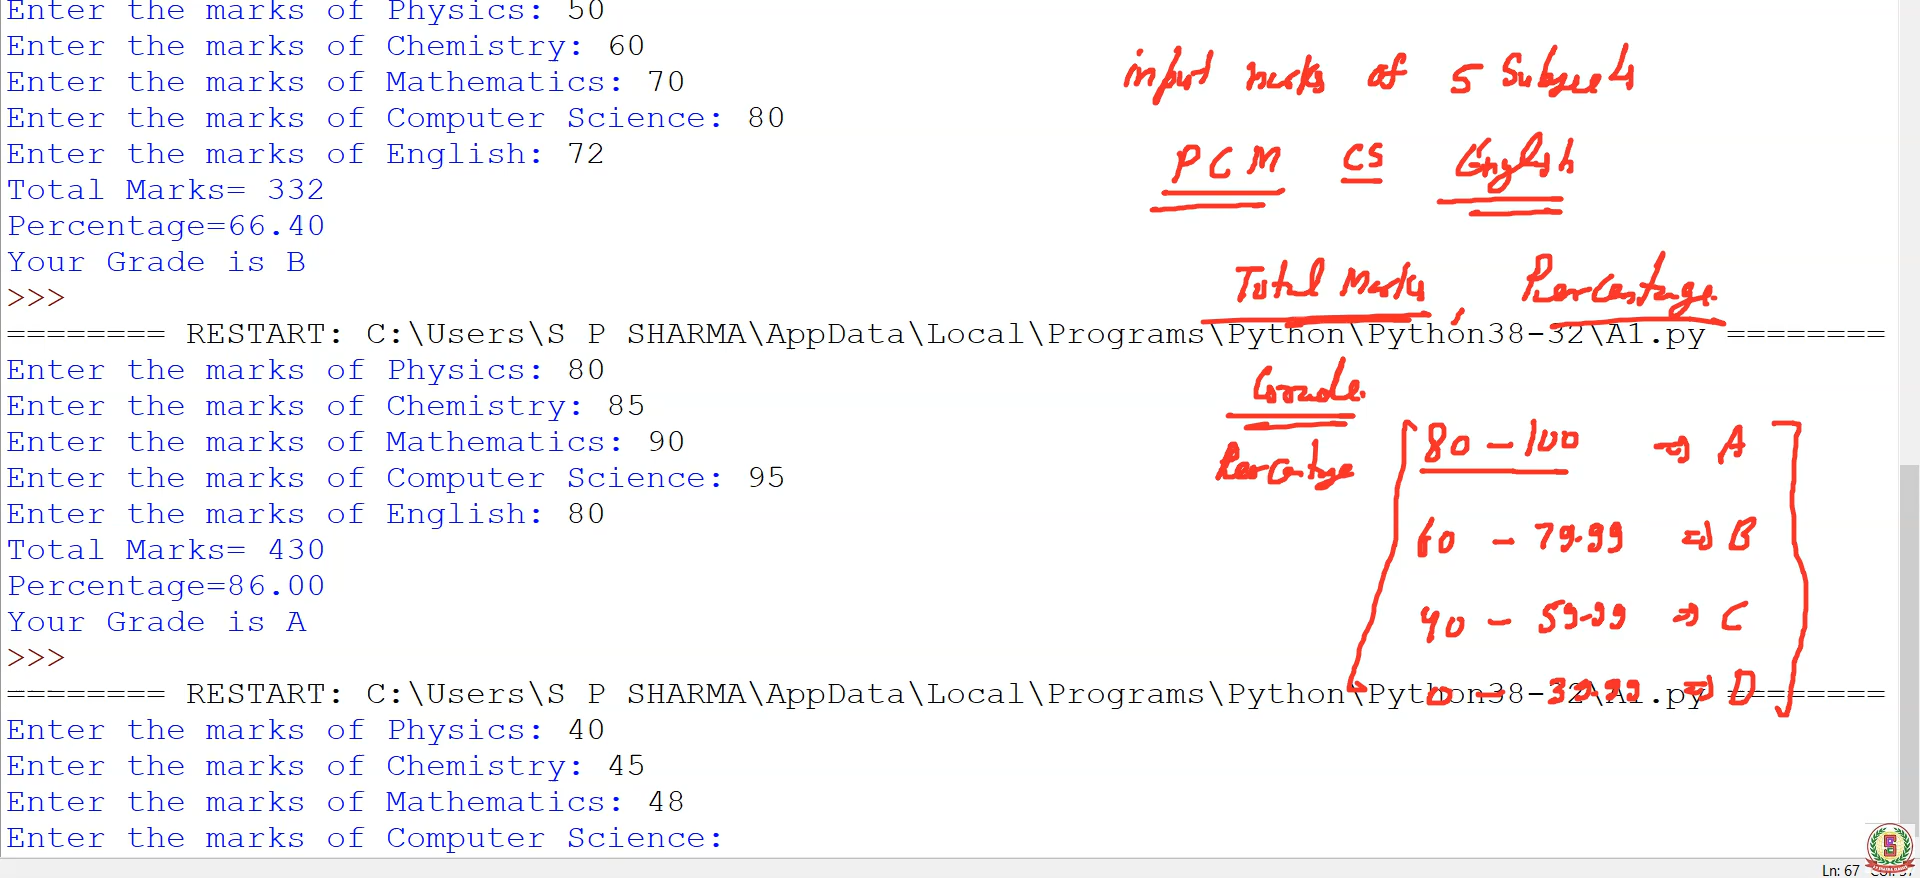 Enter the marks of Physics: 50
Enter the marks of Chemistry: 60
Enter the marks of Mathematics: 70
Enter the marks of Computer Science: 80
Enter the marks of English: 72
Total Marks= 332
Percentage=66.40
Your Grade is B
>>>
======== RESTART: C:\Users\S P SHARMA\AppData\Local\Programs\Python\Python38-32\A1.py ========
Enter the marks of Physics: 80
Enter the marks of Chemistry: 85
Enter the marks of Mathematics: 90
Enter the marks of Computer Science: 95
Enter the marks of English: 80
Total Marks= 430
Percentage=86.00
Your Grade is A
>>>
======== RESTART: C:\Users\S P SHARMA\AppData\Local\Programs\Python\Python38-32\A1.py ========
Enter the marks of Physics: 40
Enter the marks of Chemistry: 45
Enter the marks of Mathematics: 48
Enter the marks of Computer Science:
input marks of 5 Subjects
PCM CS English
Total Marks, Percentage
Grade
Percentage
80 - 100 => A
60 - 79.99 => B
40 - 59.99 => C
0 - 39.99 => D
Ln: 67